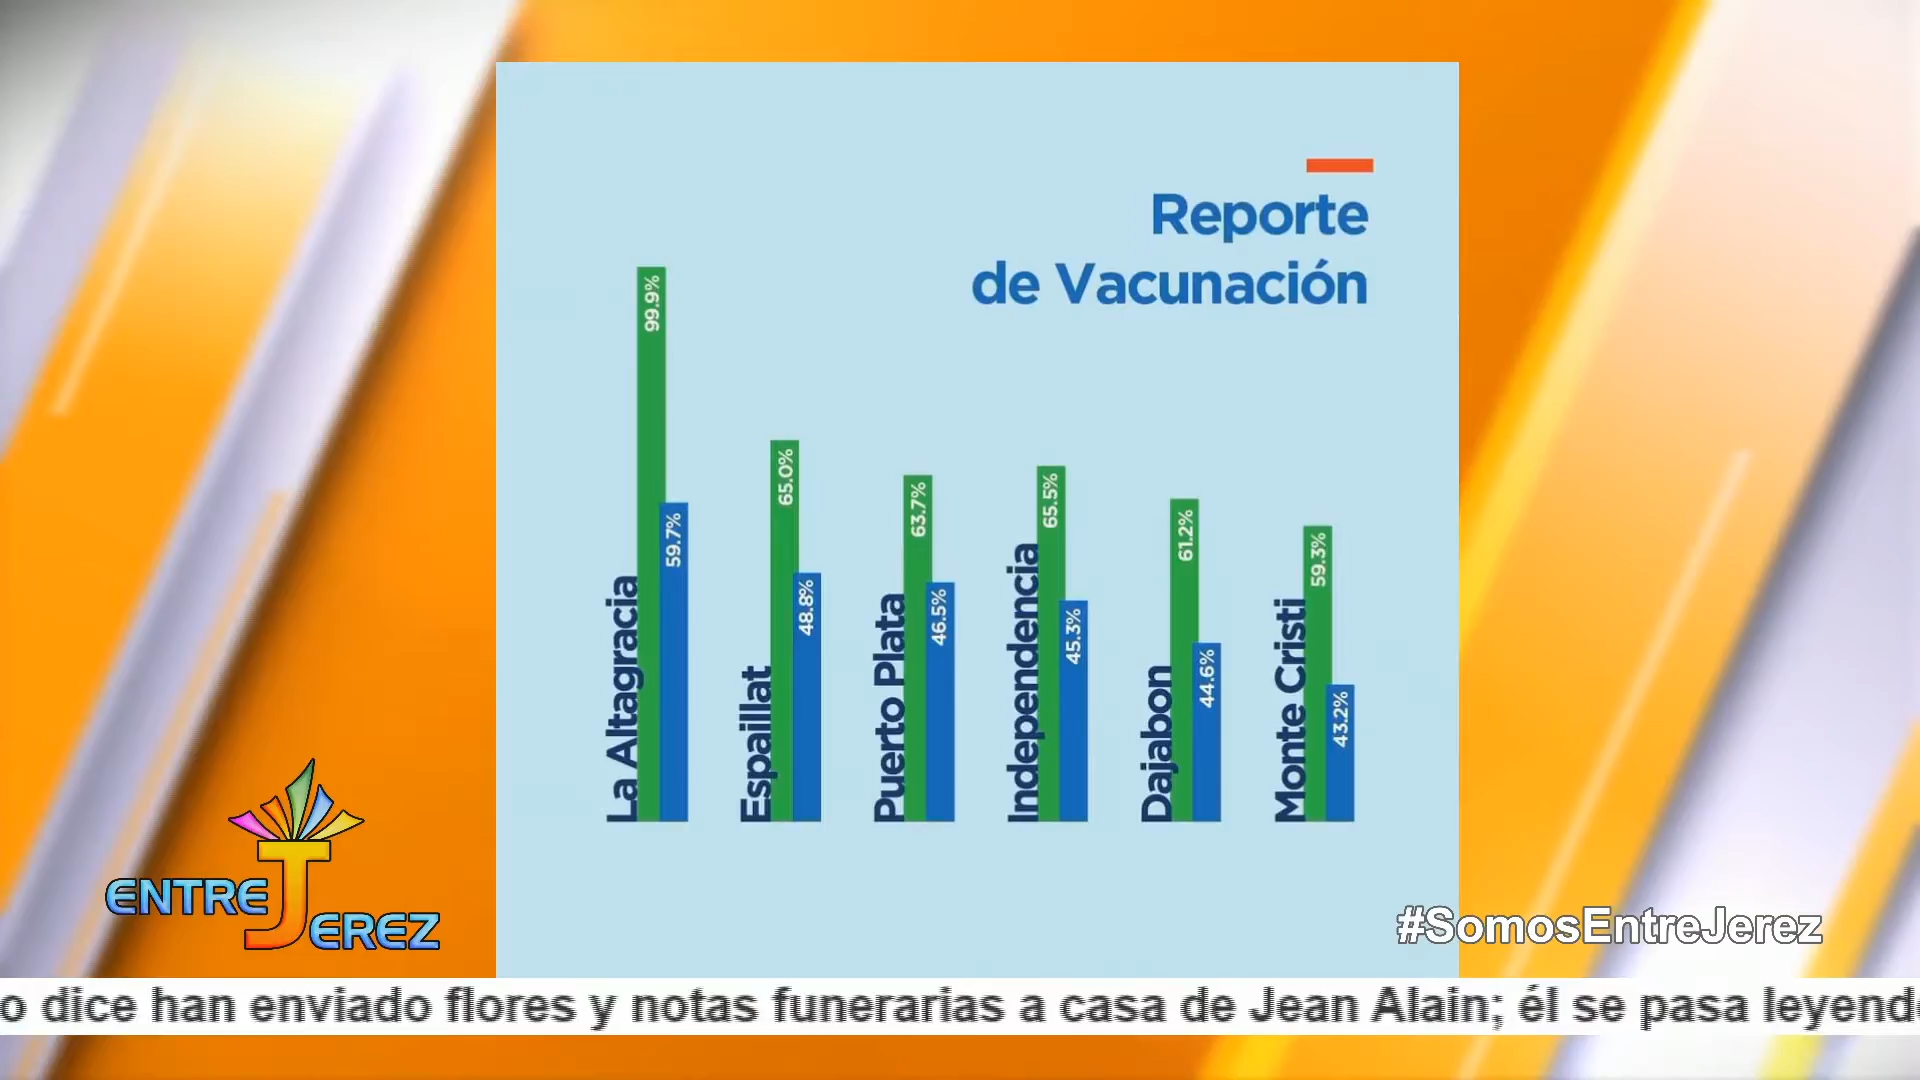 Reporte
de Vacunación
La Altagracia
99.9%
59.7%
Espaillat
65.0%
48.8%
Puerto Plata
63.7%
46.5%
Independencia
65.5%
45.3%
Dajabon
61.2%
44.6%
Monte Cristi
59.3%
43.2%
ENTRE
JEREZ
#SomosEntreJerez
o dice han enviado flores y notas funerarias a casa de Jean Alain; él se pasa leyend